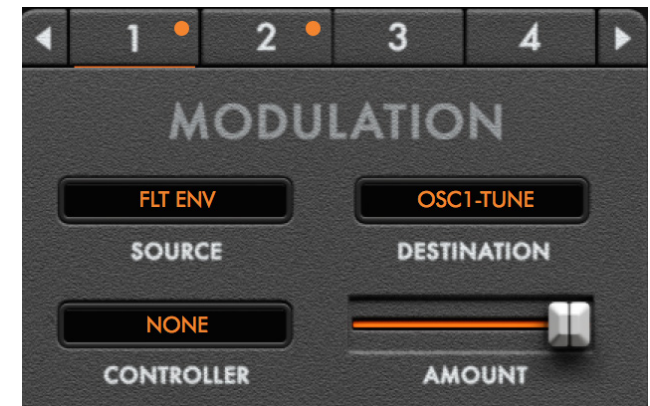 1 2 3 4
MODULATION
FLT ENV OSC1-TUNE
SOURCE DESTINATION
NONE
CONTROLLER AMOUNT